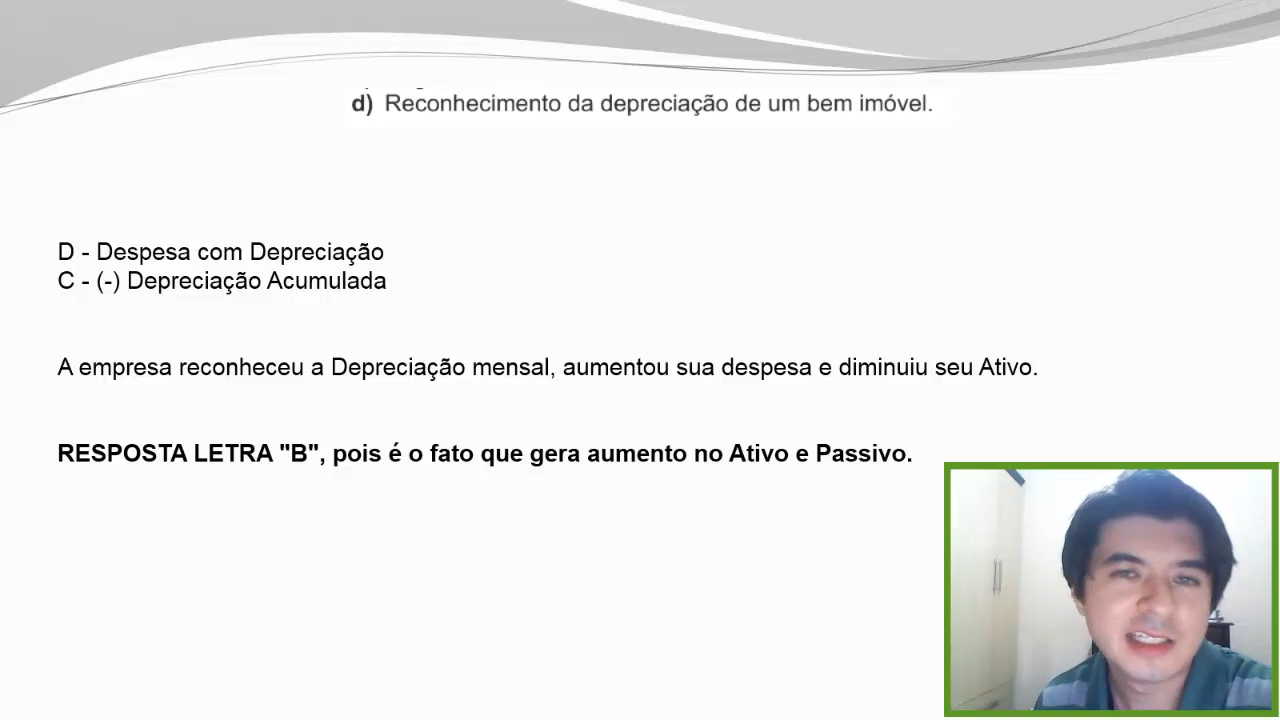 d) Reconhecimento da depreciação de um bem imóvel.
D - Despesa com Depreciação
C - (-) Depreciação Acumulada
A empresa reconheceu a Depreciação mensal, aumentou sua despesa e diminuiu seu Ativo.
RESPOSTA LETRA "B", pois é o fato que gera aumento no Ativo e Passivo.